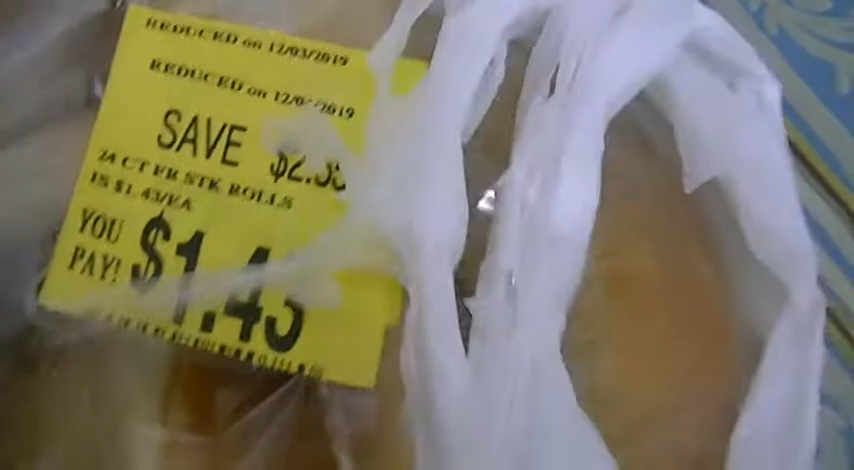 REDUCED on 12/03/2019
REDUCED on 2019
SAVE
24 CT FR STK ROLLS
IS $1.43/EA
YOU PAY! $1.43